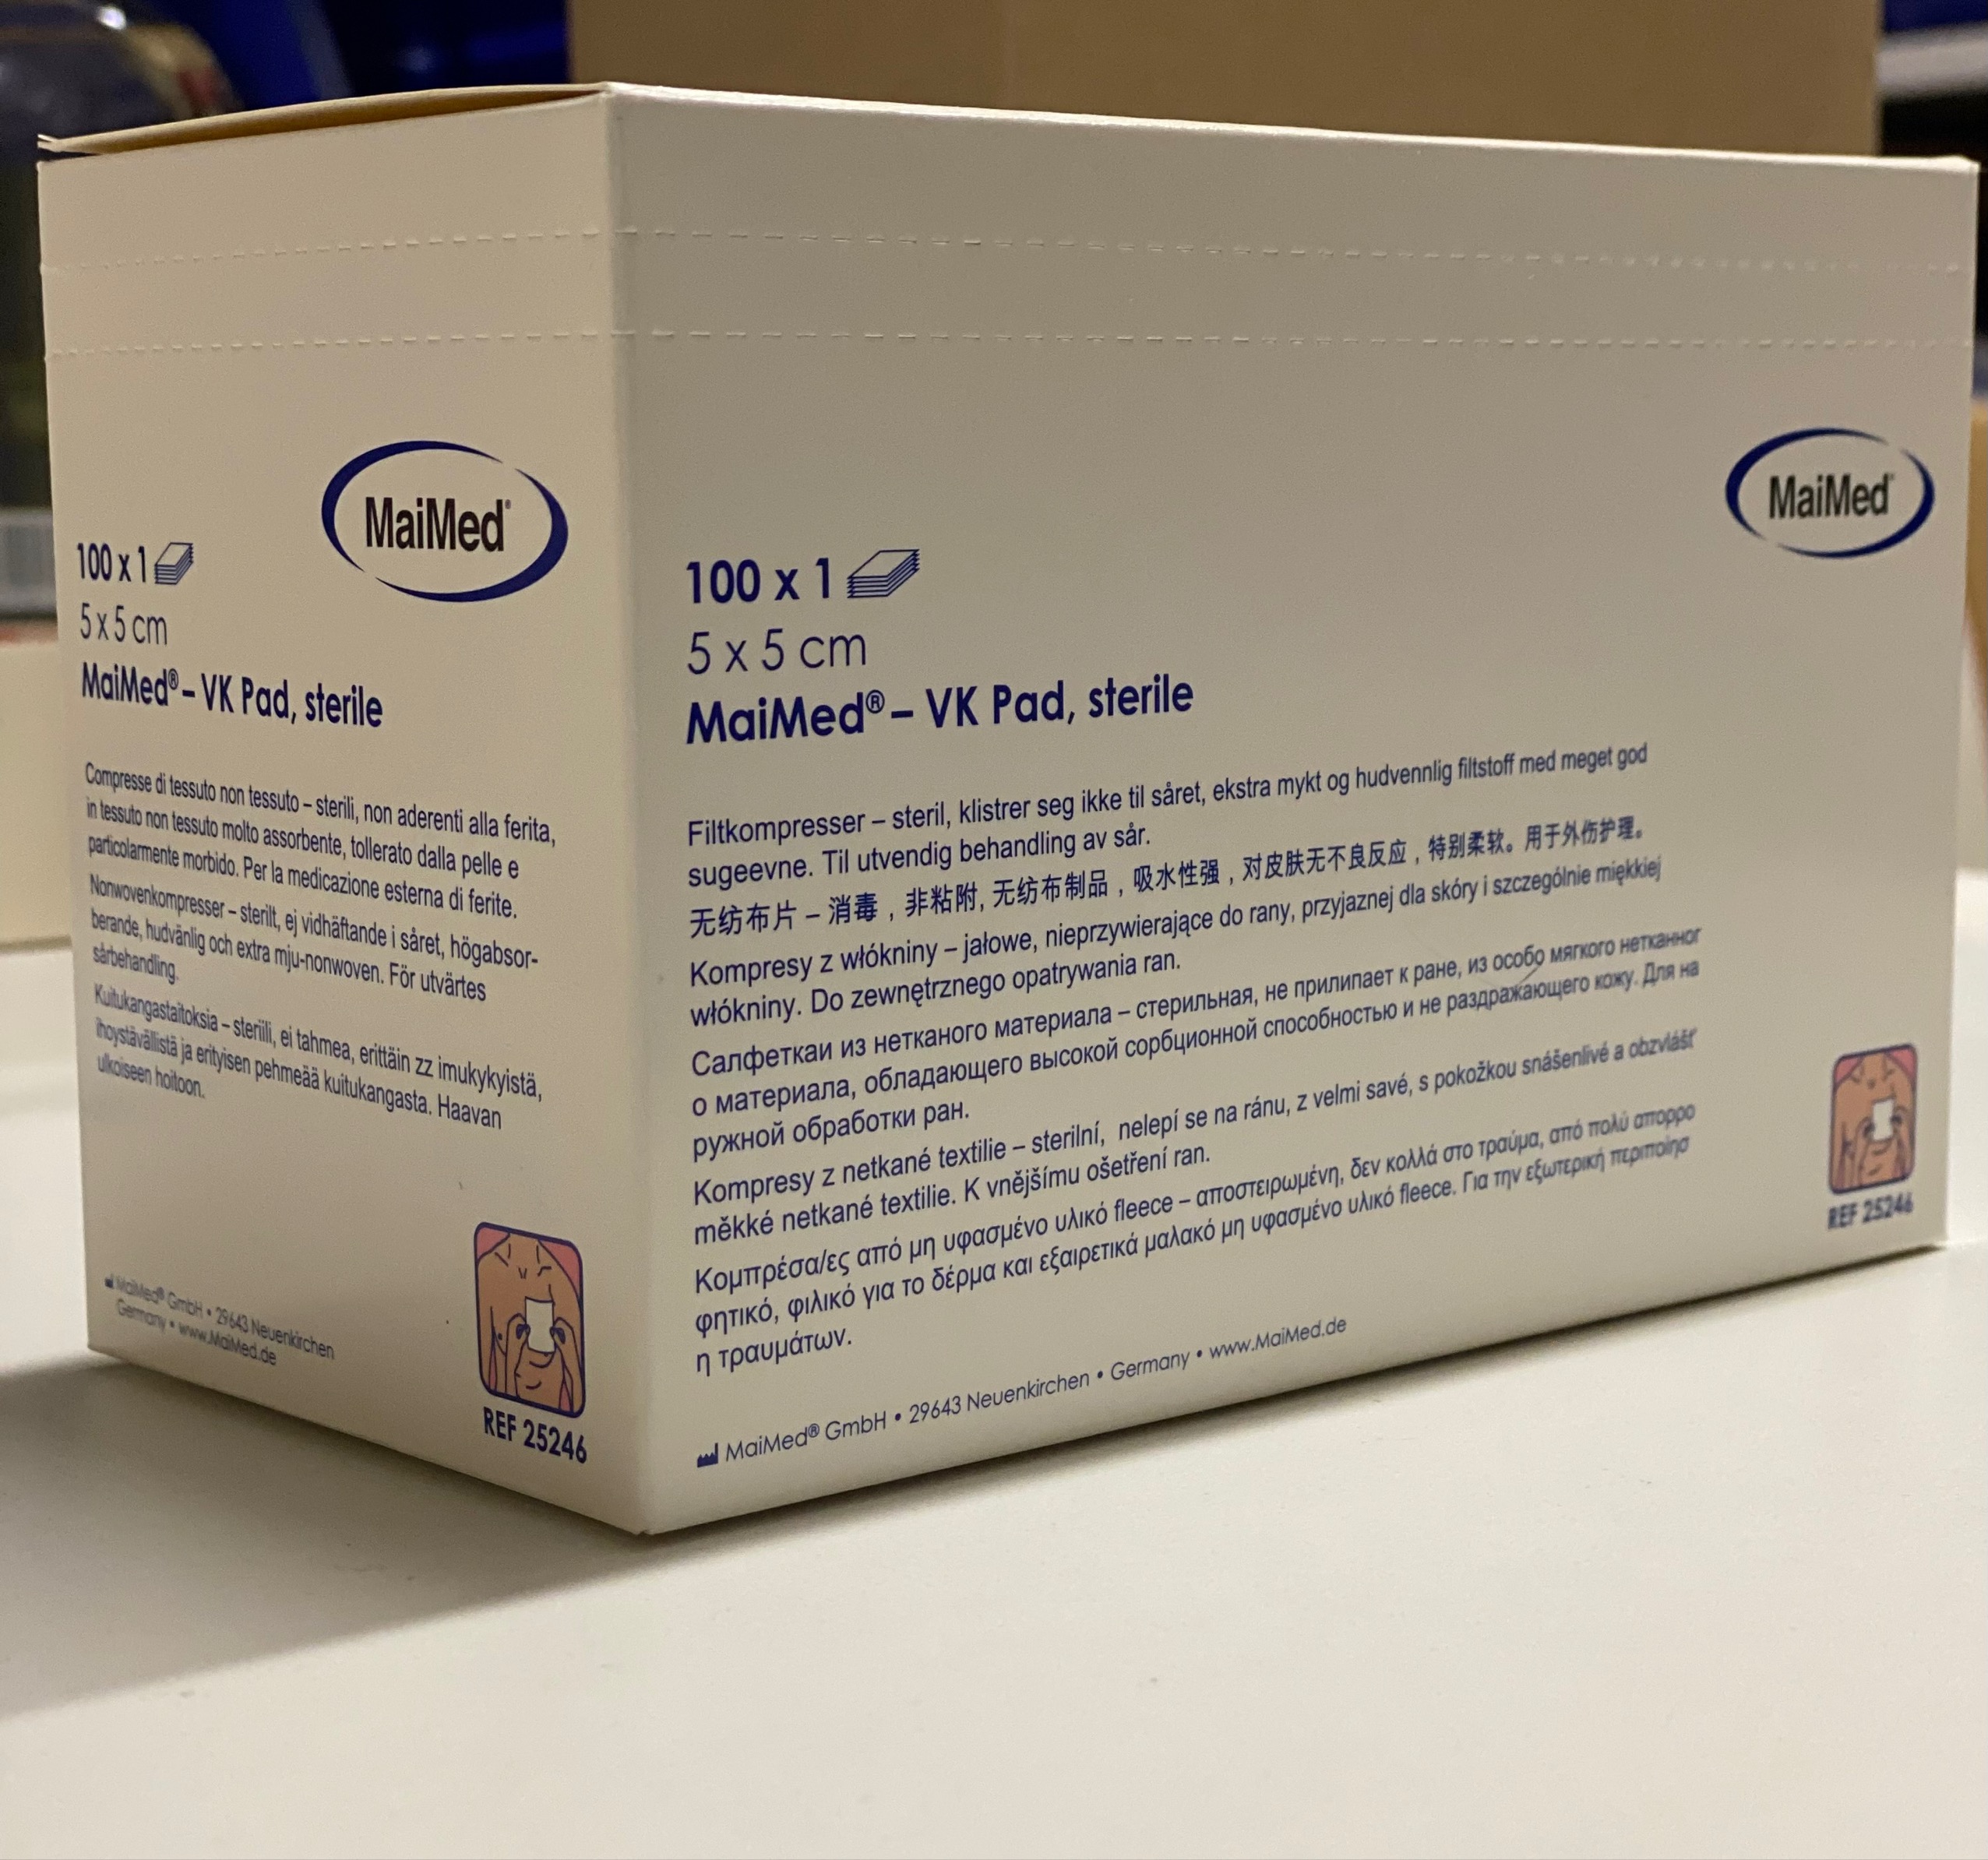 MaiMed®
100 x 1
5 x 5 cm
MaiMed® – VK Pad, sterile
Compresse di tessuto non tessuto – sterili, non aderenti alla ferita,
in tessuto non tessuto molto assorbente, tollerato dalla pelle e
particolarmente morbido. Per la medicazione esterna di ferite.
Nonwovenkompresser – sterilt, ej vidhäftande i såret, högabsor-
berande, hudvänlig och extra mju-nonwoven. För utvärtes
sårbehandling.
Kuitukangastaitoksia – steriili, ei tahmea, erittäin zz imukykyistä,
ihoystävällistä ja erityisen pehmeää kuitukangasta. Haavan
ulkoiseen hoitoon.
MaiMed® GmbH • 29643 Neuenkirchen
Germany • www.MaiMed.de
REF 25246
MaiMed®
100 x 1
5 x 5 cm
MaiMed® – VK Pad, sterile
Filtkompresser – steril, klistrer seg ikke til såret, ekstra mykt og hudvennlig filtstoff med meget god
sugeevne. Til utvendig behandling av sår.
无纺布片 – 消毒，非粘附, 无纺布制品，吸水性强，对皮肤无不良反应，特别柔软。用于外伤护理。
Kompresy z włókniny – jałowe, nieprzywierające do rany, przyjaznej dla skóry i szczególnie miękkiej
włókniny. Do zewnętrznego opatrywania ran.
Салфеткаи из нетканого материала – стерильная, не прилипает к ране, из особо мягкого нетканног
о материала, обладающего высокой сорбционной способностью и не раздражающего кожу. Для на
ружной обработки ран.
Kompresy z netkané textilie – sterilní, nelepí se na ránu, z velmi savé, s pokožkou snášenlivé a obzvlášť
měkké netkané textilie. K vnějšímu ošetření ran.
Κομπρέσα/ες από μη υφασμένο υλικό fleece – αποστειρωμένη, δεν κολλά στο τραύμα, από πολύ απορρο
φητικό, φιλικό για το δέρμα και εξαιρετικά μαλακό μη υφασμένο υλικό fleece. Για την εξωτερική περιποίησ
η τραυμάτων.
MaiMed® GmbH • 29643 Neuenkirchen • Germany • www.MaiMed.de
REF 25246